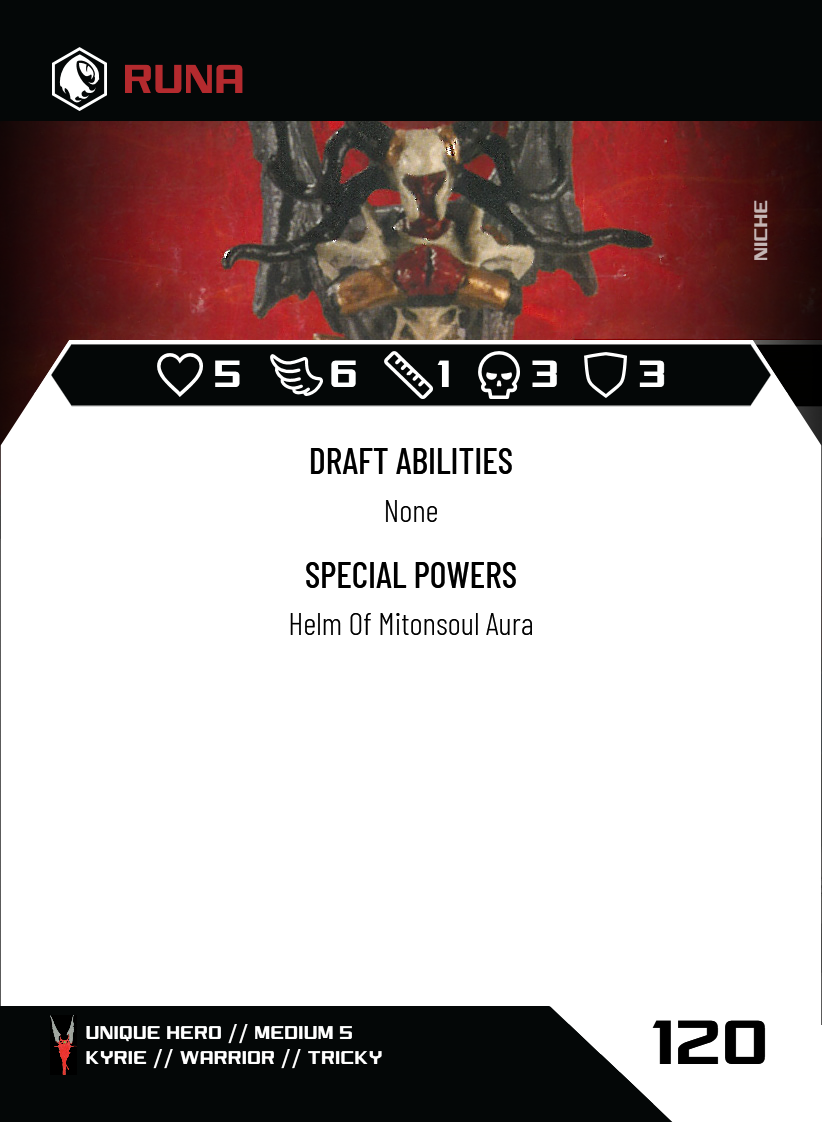 RUNA
NICHE
5 6 1 3 3
DRAFT ABILITIES
None
SPECIAL POWERS
Helm Of Mitonsoul Aura
UNIQUE HERO // MEDIUM 5
KYRIE // WARRIOR // TRICKY
120